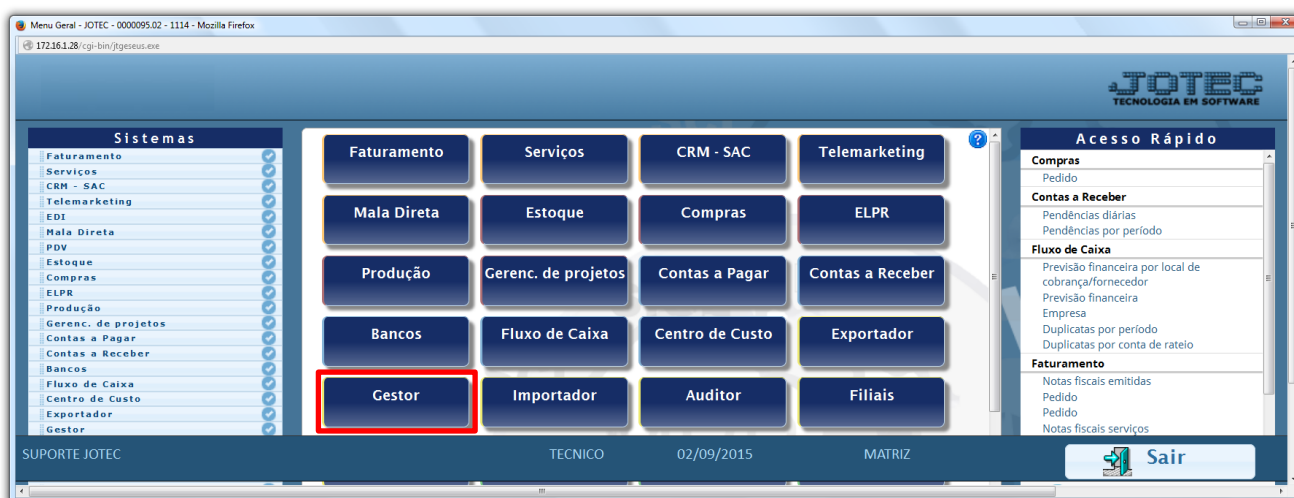 Menu Geral - JOTEC - 0000095.02 - 1114 - Mozilla Firefox
172.16.1.28/cgi-bin/jtgeseus.exe
JOTEC
TECNOLOGIA EM SOFTWARE
Sistemas
Faturamento
Serviços
CRM - SAC
Telemarketing
EDI
Mala Direta
PDV
Estoque
Compras
ELPR
Produção
Gerenc. de projetos
Contas a Pagar
Contas a Receber
Bancos
Fluxo de Caixa
Centro de Custo
Exportador
Gestor
Faturamento Serviços CRM - SAC Telemarketing
Mala Direta Estoque Compras ELPR
Produção Gerenc. de projetos Contas a Pagar Contas a Receber
Bancos Fluxo de Caixa Centro de Custo Exportador
Gestor Importador Auditor Filiais
?
Acesso Rápido
Compras
Pedido
Contas a Receber
Pendências diárias
Pendências por período
Fluxo de Caixa
Previsão financeira por local de
cobrança/fornecedor
Previsão financeira
Empresa
Duplicatas por período
Duplicatas por conta de rateio
Faturamento
Notas fiscais emitidas
Pedido
Pedido
Notas fiscais serviços
SUPORTE JOTEC TECNICO 02/09/2015 MATRIZ Sair